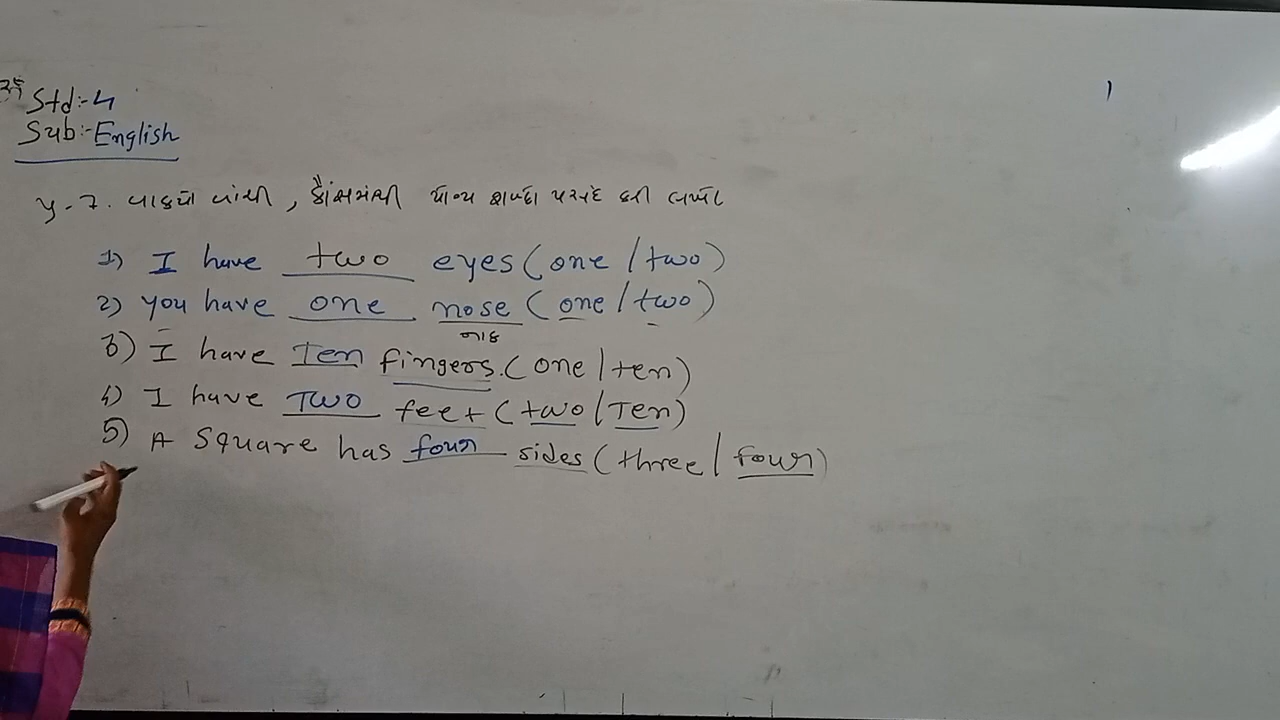 Std:-4
Sub:-English
પ્ર-7. વાક્યો વાંચી, કૌંસમાંથી યોગ્ય શબ્દો પસંદ કરી લખો
1) I have two eyes (one / two)
2) you have one nose (one / two)
નાક
3) I have Ten fingers. (one / ten)
4) I have Two feet (two / Ten)
5) A Square has four sides (three / four)